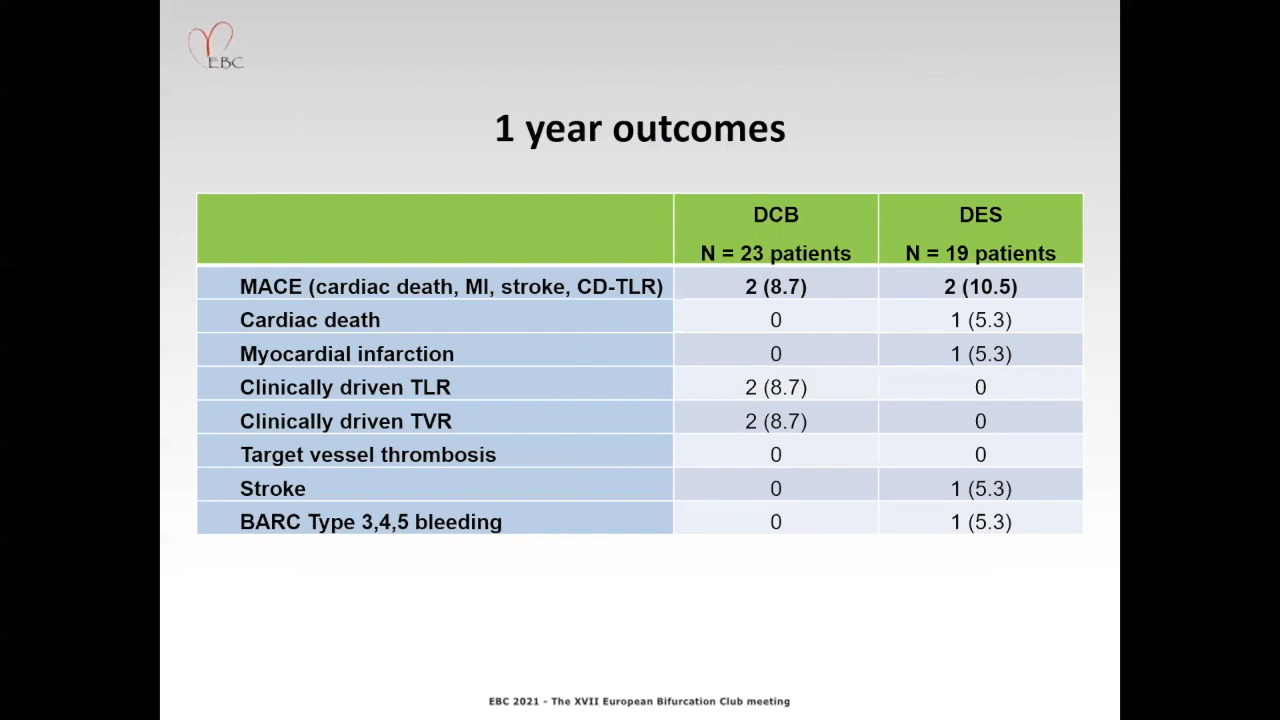 EBC
1 year outcomes
DCB DES
N = 23 patients N = 19 patients
MACE (cardiac death, MI, stroke, CD-TLR) 2 (8.7) 2 (10.5)
Cardiac death 0 1 (5.3)
Myocardial infarction 0 1 (5.3)
Clinically driven TLR 2 (8.7) 0
Clinically driven TVR 2 (8.7) 0
Target vessel thrombosis 0 0
Stroke 0 1 (5.3)
BARC Type 3,4,5 bleeding 0 1 (5.3)
EBC 2021 - The XVII European Bifurcation Club meeting